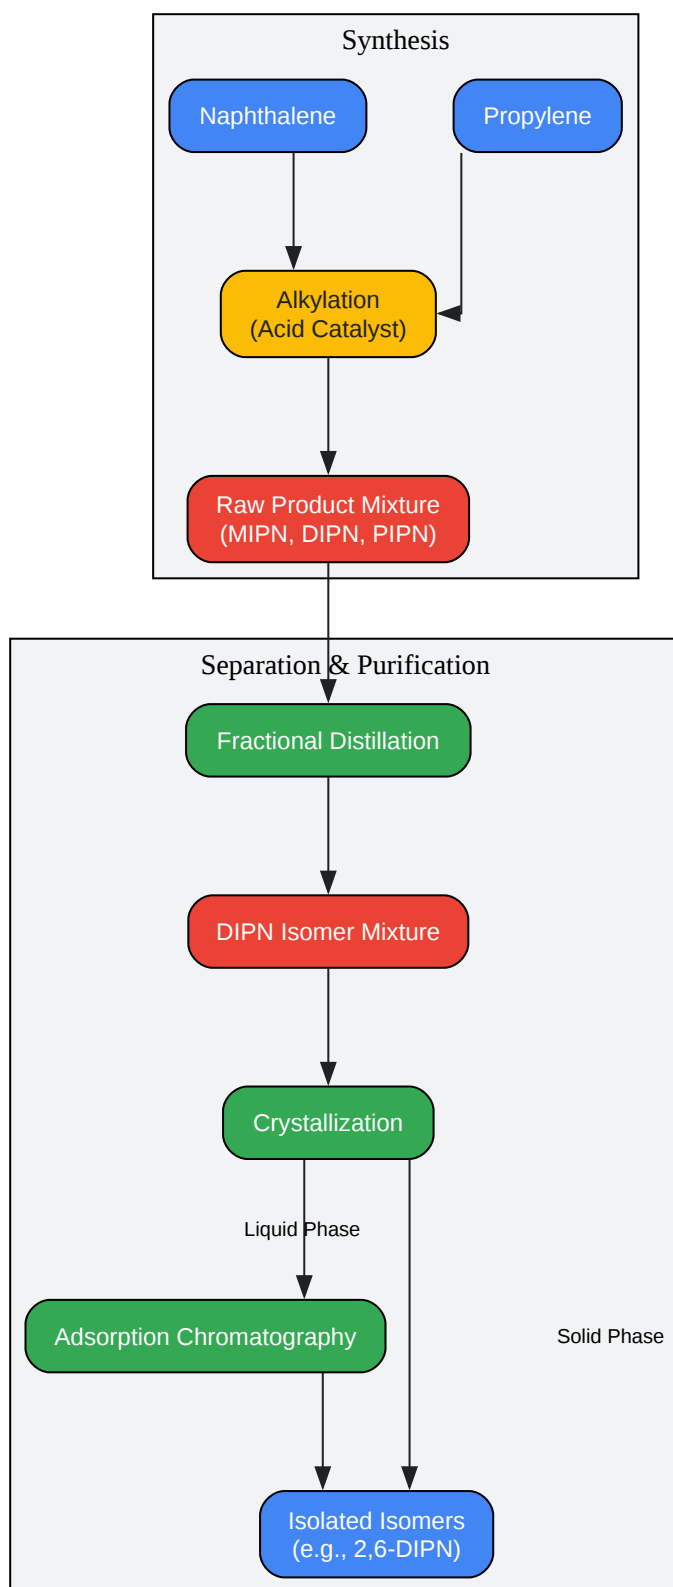 Synthesis
Naphthalene
Propylene
Alkylation
(Acid Catalyst)
Raw Product Mixture
(MIPN, DIPN, PIPN)
Separation & Purification
Fractional Distillation
DIPN Isomer Mixture
Crystallization
Liquid Phase
Adsorption Chromatography
Solid Phase
Isolated Isomers
(e.g., 2,6-DIPN)